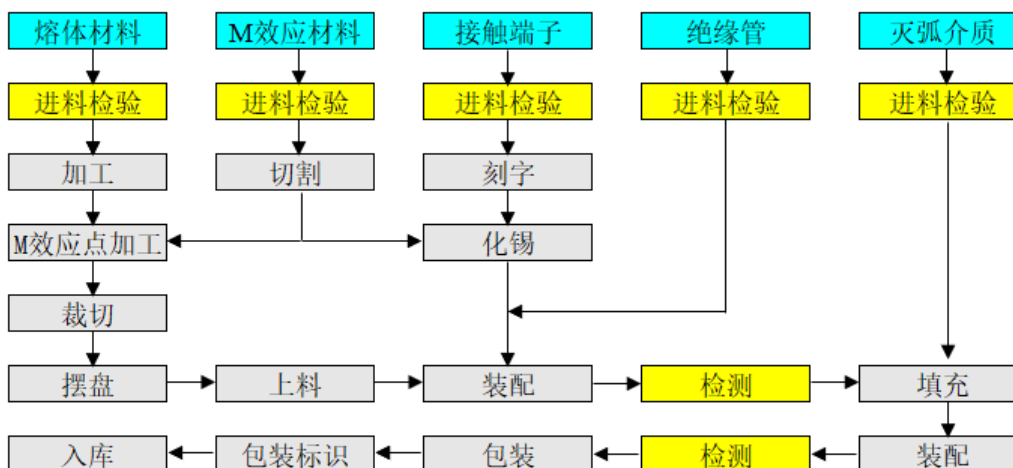 熔体材料
M效应材料
接触端子
绝缘管
灭弧介质
进料检验
进料检验
进料检验
进料检验
进料检验
加工
切割
刻字
M效应点加工
化锡
裁切
摆盘
上料
装配
检测
填充
入库
包装标识
包装
检测
装配